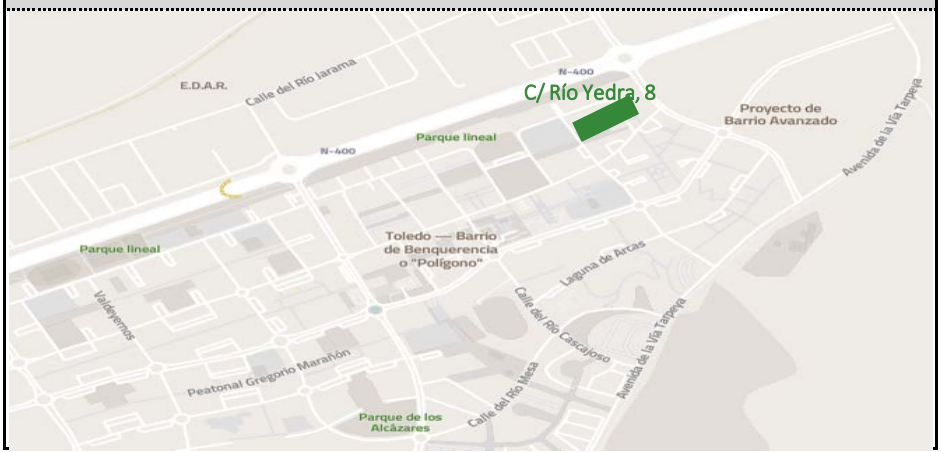 N-400
E.D.A.R.
Calle del Río Jarama
C/ Río Yedra, 8
Proyecto de
Barrio Avanzado
Parque lineal
Avenida de la Vía Tarpeya
N-400
Toledo — Barrio
de Benquerencia
o "Polígono"
Parque lineal
Laguna de Arcas
Valdeyernos
Calle del Río Cascajoso
Avenida de la Vía Tarpeya
Peatonal Gregorio Marañón
Calle del Río Mesa
Parque de los
Alcázares